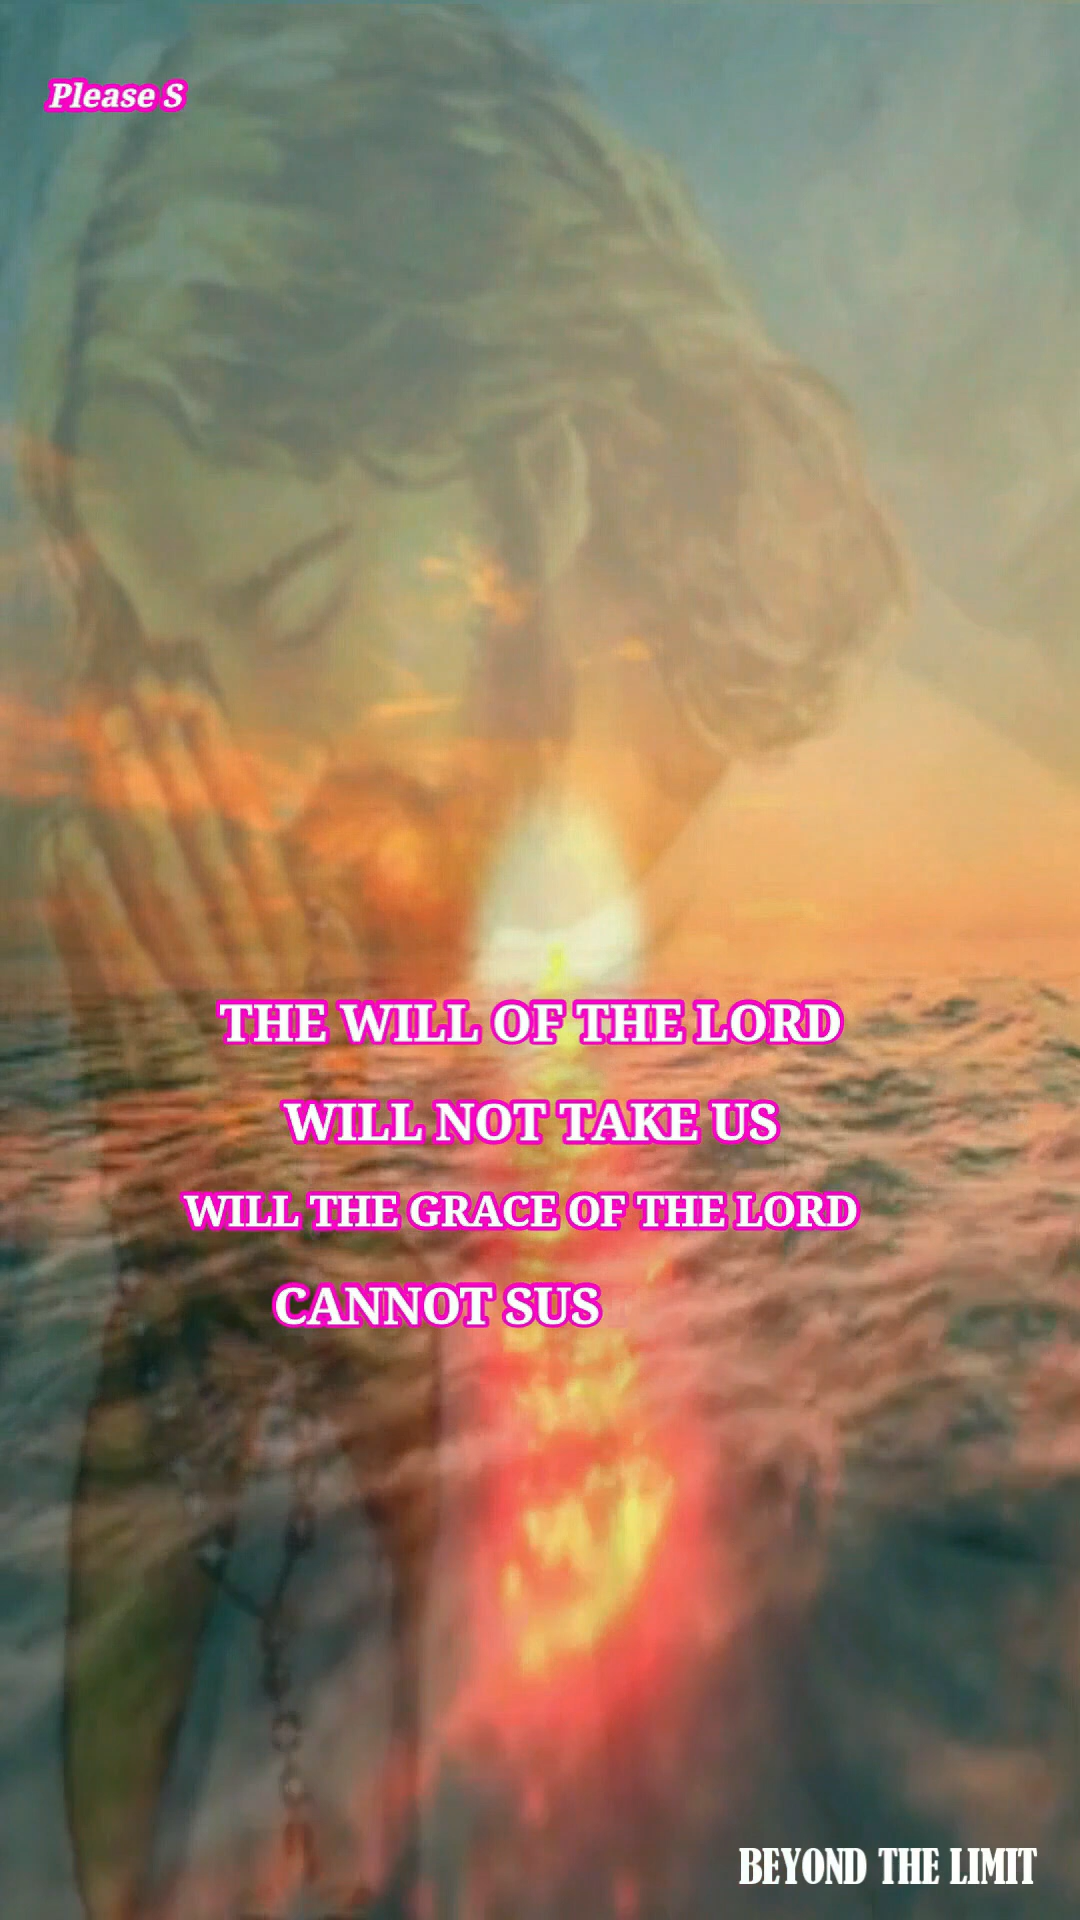 Please S
THE WILL OF THE LORD
WILL NOT TAKE US
WILL THE GRACE OF THE LORD
CANNOT SUS
BEYOND THE LIMIT